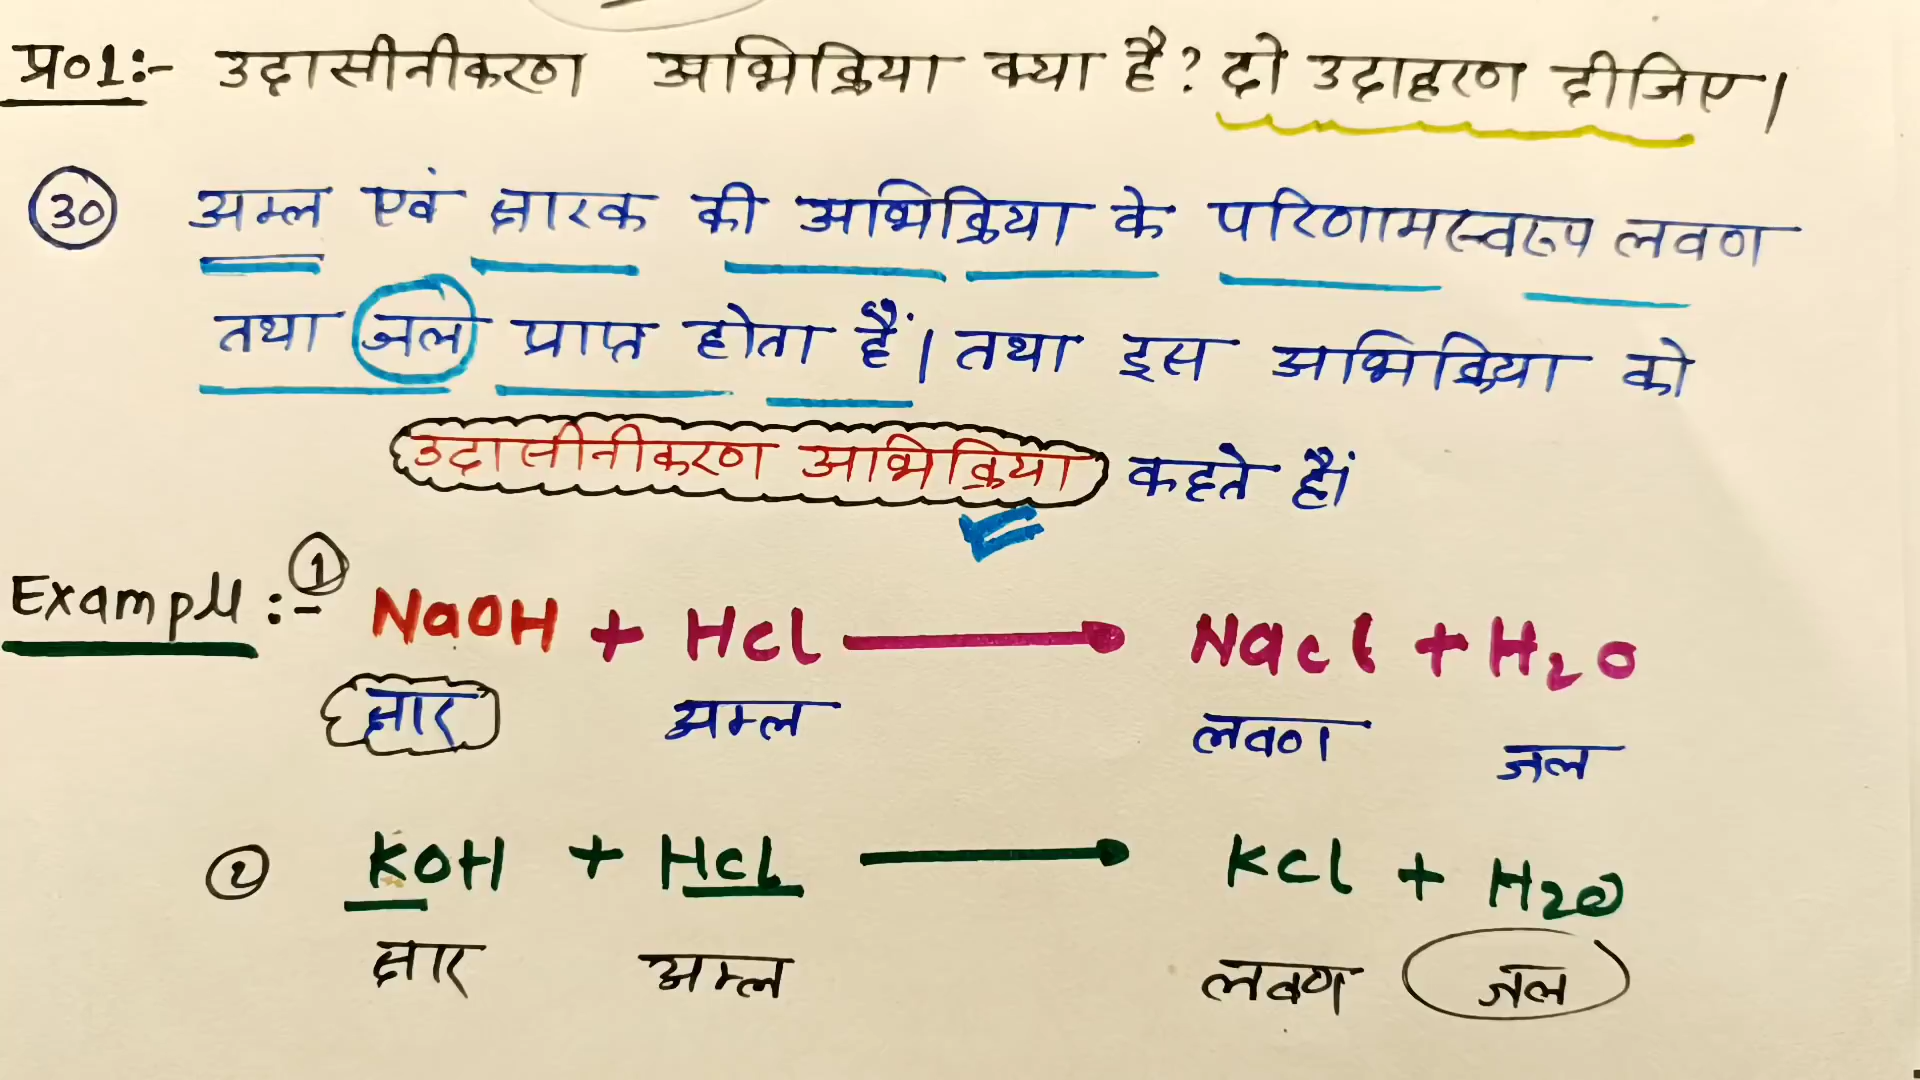 प्र०1:- उदासीनीकरण अभिक्रिया क्या है? दो उदाहरण दीजिए।
उ० अम्ल एवं क्षारक की अभिक्रिया के परिणामस्वरूप लवण
तथा जल प्राप्त होता हैं। तथा इस अभिक्रिया को
उदासीनीकरण अभिक्रिया कहते हैं।
Example :- ① NaOH + HCl → NaCl + H₂O
क्षार अम्ल लवण जल
② KOH + HCl → KCl + H₂O
क्षार अम्ल लवण जल